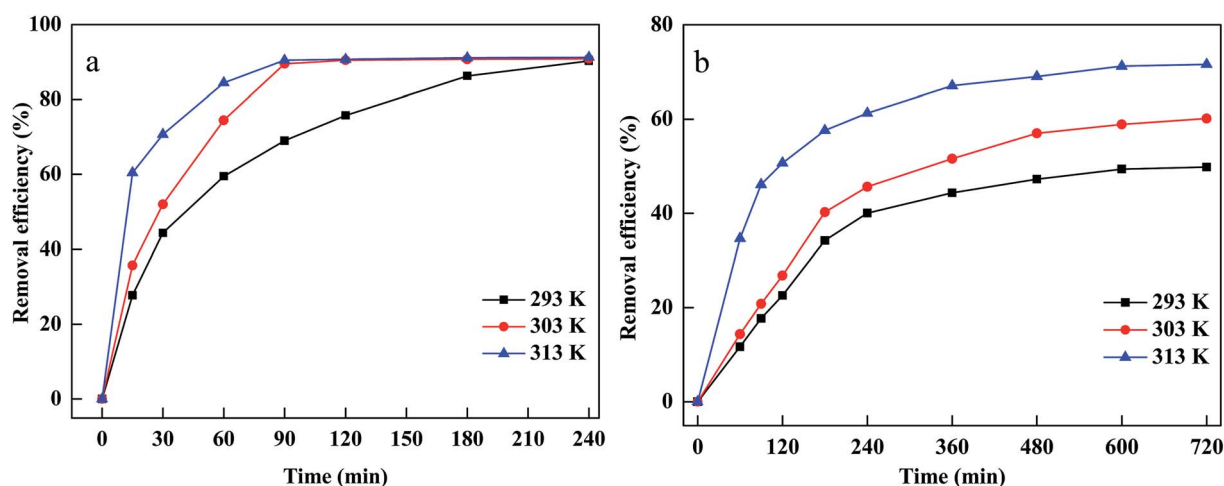 a
Removal efficiency (%)
100
80
60
40
20
0
293 K
303 K
313 K
0 30 60 90 120 150 180 210 240
Time (min)
b
Removal efficiency (%)
80
60
40
20
0
293 K
303 K
313 K
0 120 240 360 480 600 720
Time (min)